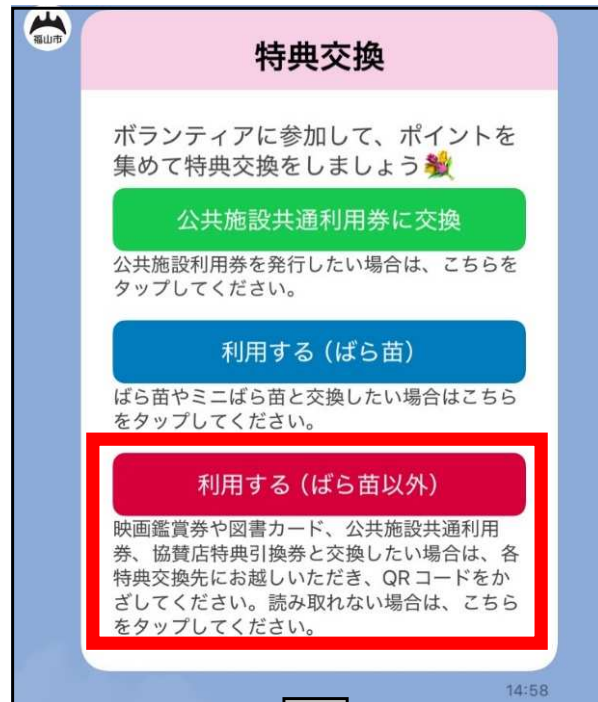 福山市
特典交換
ボランティアに参加して、ポイントを
集めて特典交換をしましょう💐
公共施設共通利用券に交換
公共施設利用券を発行したい場合は、こちらを
タップしてください。
利用する（ばら苗）
ばら苗やミニばら苗と交換したい場合はこちら
をタップしてください。
利用する（ばら苗以外）
映画鑑賞券や図書カード、公共施設共通利用
券、協賛店特典引換券と交換したい場合は、各
特典交換先にお越しいただき、QRコードをか
ざしてください。読み取れない場合は、こちら
をタップしてください。
14:58